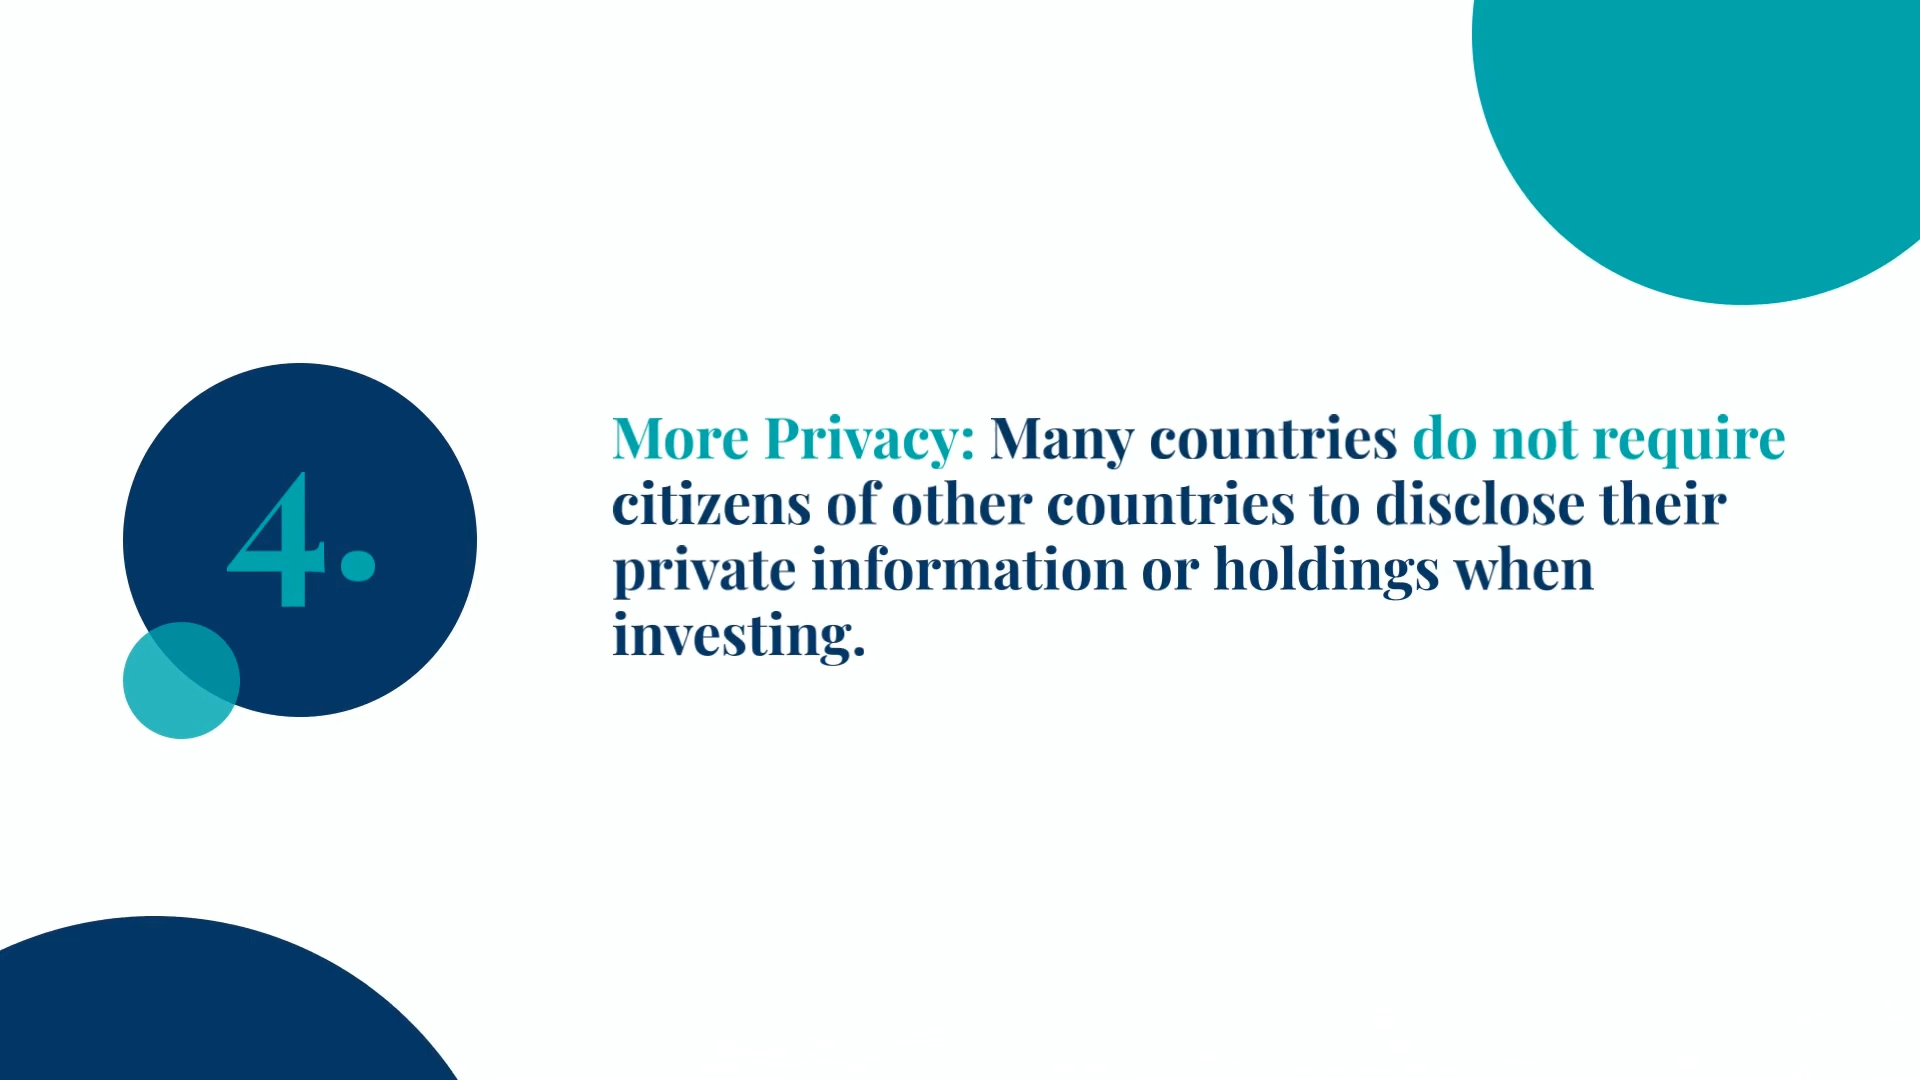 4.
More Privacy: Many countries do not require
citizens of other countries to disclose their
private information or holdings when
investing.